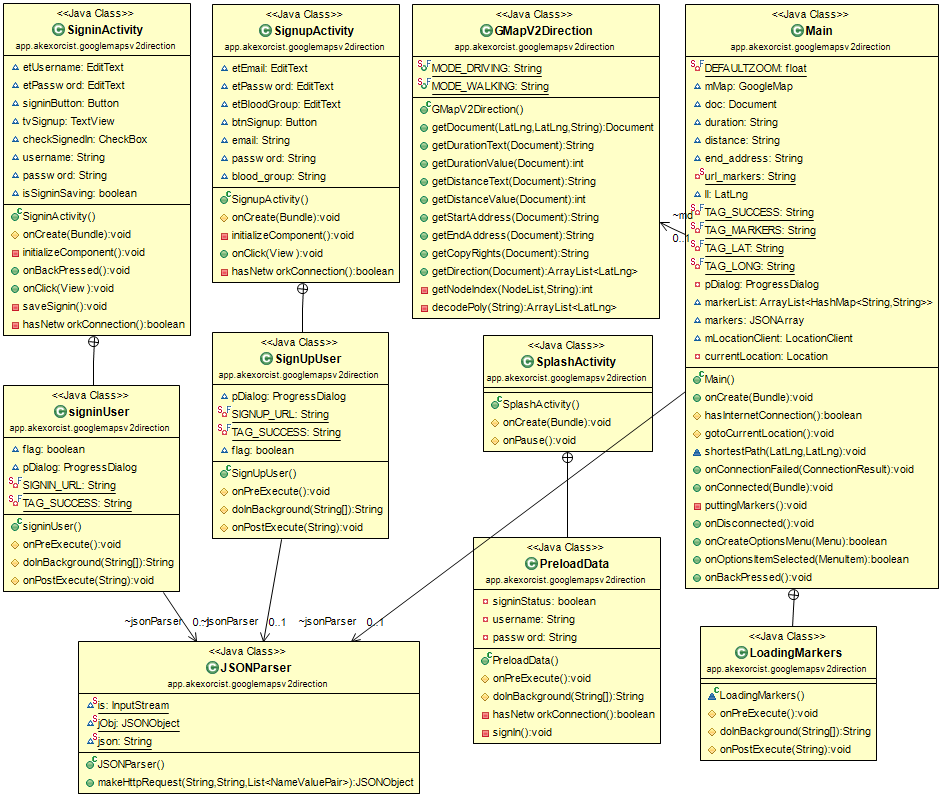 <<Java Class>>
SigninActivity
app.akexorcist.googlemapsv2direction
etUsername: EditText
etPassword: EditText
signinButton: Button
tvSignup: TextView
checkSignedIn: CheckBox
username: String
password: String
isSigninSaving: boolean
SigninActivity()
onCreate(Bundle):void
initializeComponent():void
onBackPressed():void
onClick(View ):void
saveSignin():void
hasNetworkConnection():boolean
<<Java Class>>
SignupActivity
app.akexorcist.googlemapsv2direction
etEmail: EditText
etPassword: EditText
etBloodGroup: EditText
btnSignup: Button
email: String
password: String
blood_group: String
SignupActivity()
onCreate(Bundle):void
initializeComponent():void
onClick(View ):void
hasNetworkConnection():boolean
<<Java Class>>
GMapV2Direction
app.akexorcist.googlemapsv2direction
MODE_DRIVING: String
MODE_WALKING: String
GMapV2Direction()
getDocument(LatLng,LatLng,String):Document
getDurationText(Document):String
getDurationValue(Document):int
getDistanceText(Document):String
getDistanceValue(Document):int
getStartAddress(Document):String
getEndAddress(Document):String
getCopyRights(Document):String
getDirection(Document):ArrayList<LatLng>
getNodeIndex(NodeList,String):int
decodePoly(String):ArrayList<LatLng>
~md
0..1
<<Java Class>>
Main
app.akexorcist.googlemapsv2direction
DEFAULTZOOM: float
mMap: GoogleMap
doc: Document
duration: String
distance: String
end_address: String
url_markers: String
ll: LatLng
TAG_SUCCESS: String
TAG_MARKERS: String
TAG_LAT: String
TAG_LONG: String
pDialog: ProgressDialog
markerList: ArrayList<HashMap<String,String>>
markers: JSONArray
mLocationClient: LocationClient
currentLocation: Location
Main()
onCreate(Bundle):void
hasInternetConnection():boolean
gotoCurrentLocation():void
shortestPath(LatLng,LatLng):void
onConnectionFailed(ConnectionResult):void
onConnected(Bundle):void
puttingMarkers():void
onDisconnected():void
onCreateOptionsMenu(Menu):boolean
onOptionsItemSelected(MenuItem):boolean
onBackPressed():void
<<Java Class>>
signinUser
app.akexorcist.googlemapsv2direction
flag: boolean
pDialog: ProgressDialog
SIGNIN_URL: String
TAG_SUCCESS: String
signinUser()
onPreExecute():void
doInBackground(String[]):String
onPostExecute(String):void
<<Java Class>>
SignUpUser
app.akexorcist.googlemapsv2direction
pDialog: ProgressDialog
SIGNUP_URL: String
TAG_SUCCESS: String
flag: boolean
SignUpUser()
onPreExecute():void
doInBackground(String[]):String
onPostExecute(String):void
<<Java Class>>
SplashActivity
app.akexorcist.googlemapsv2direction
SplashActivity()
onCreate(Bundle):void
onPause():void
<<Java Class>>
PreloadData
app.akexorcist.googlemapsv2direction
signinStatus: boolean
username: String
password: String
PreloadData()
onPreExecute():void
doInBackground(String[]):String
hasNetworkConnection():boolean
signIn():void
<<Java Class>>
LoadingMarkers
app.akexorcist.googlemapsv2direction
LoadingMarkers()
onPreExecute():void
doInBackground(String[]):String
onPostExecute(String):void
~jsonParser
~jsonParser 0..1
~jsonParser 0..1
<<Java Class>>
JSONParser
app.akexorcist.googlemapsv2direction
is: InputStream
jObj: JSONObject
json: String
JSONParser()
makeHttpRequest(String,String,List<NameValuePair>):JSONObject